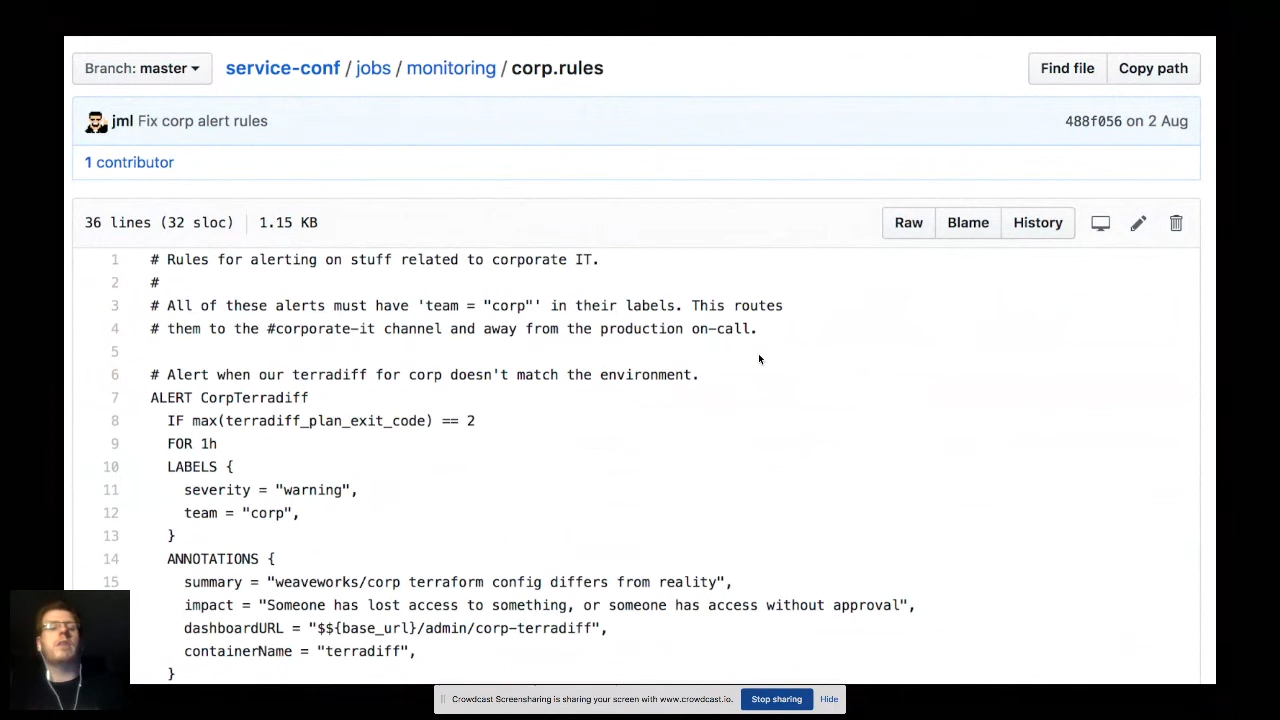 Branch: master
service-conf / jobs / monitoring / corp.rules
Find file
Copy path
jml Fix corp alert rules
488f056 on 2 Aug
1 contributor
36 lines (32 sloc)
1.15 KB
Raw
Blame
History
1 # Rules for alerting on stuff related to corporate IT.
2 #
3 # All of these alerts must have 'team = "corp"' in their labels. This routes
4 # them to the #corporate-it channel and away from the production on-call.
5
6 # Alert when our terradiff for corp doesn't match the environment.
7 ALERT CorpTerradiff
8 IF max(terradiff_plan_exit_code) == 2
9 FOR 1h
10 LABELS {
11 severity = "warning",
12 team = "corp",
13 }
14 ANNOTATIONS {
15 summary = "weaveworks/corp terraform config differs from reality",
impact = "Someone has lost access to something, or someone has access without approval",
dashboardURL = "$${base_url}/admin/corp-terradiff",
containerName = "terradiff",
}
Crowdcast Screensharing is sharing your screen with www.crowdcast.io.
Stop sharing
Hide